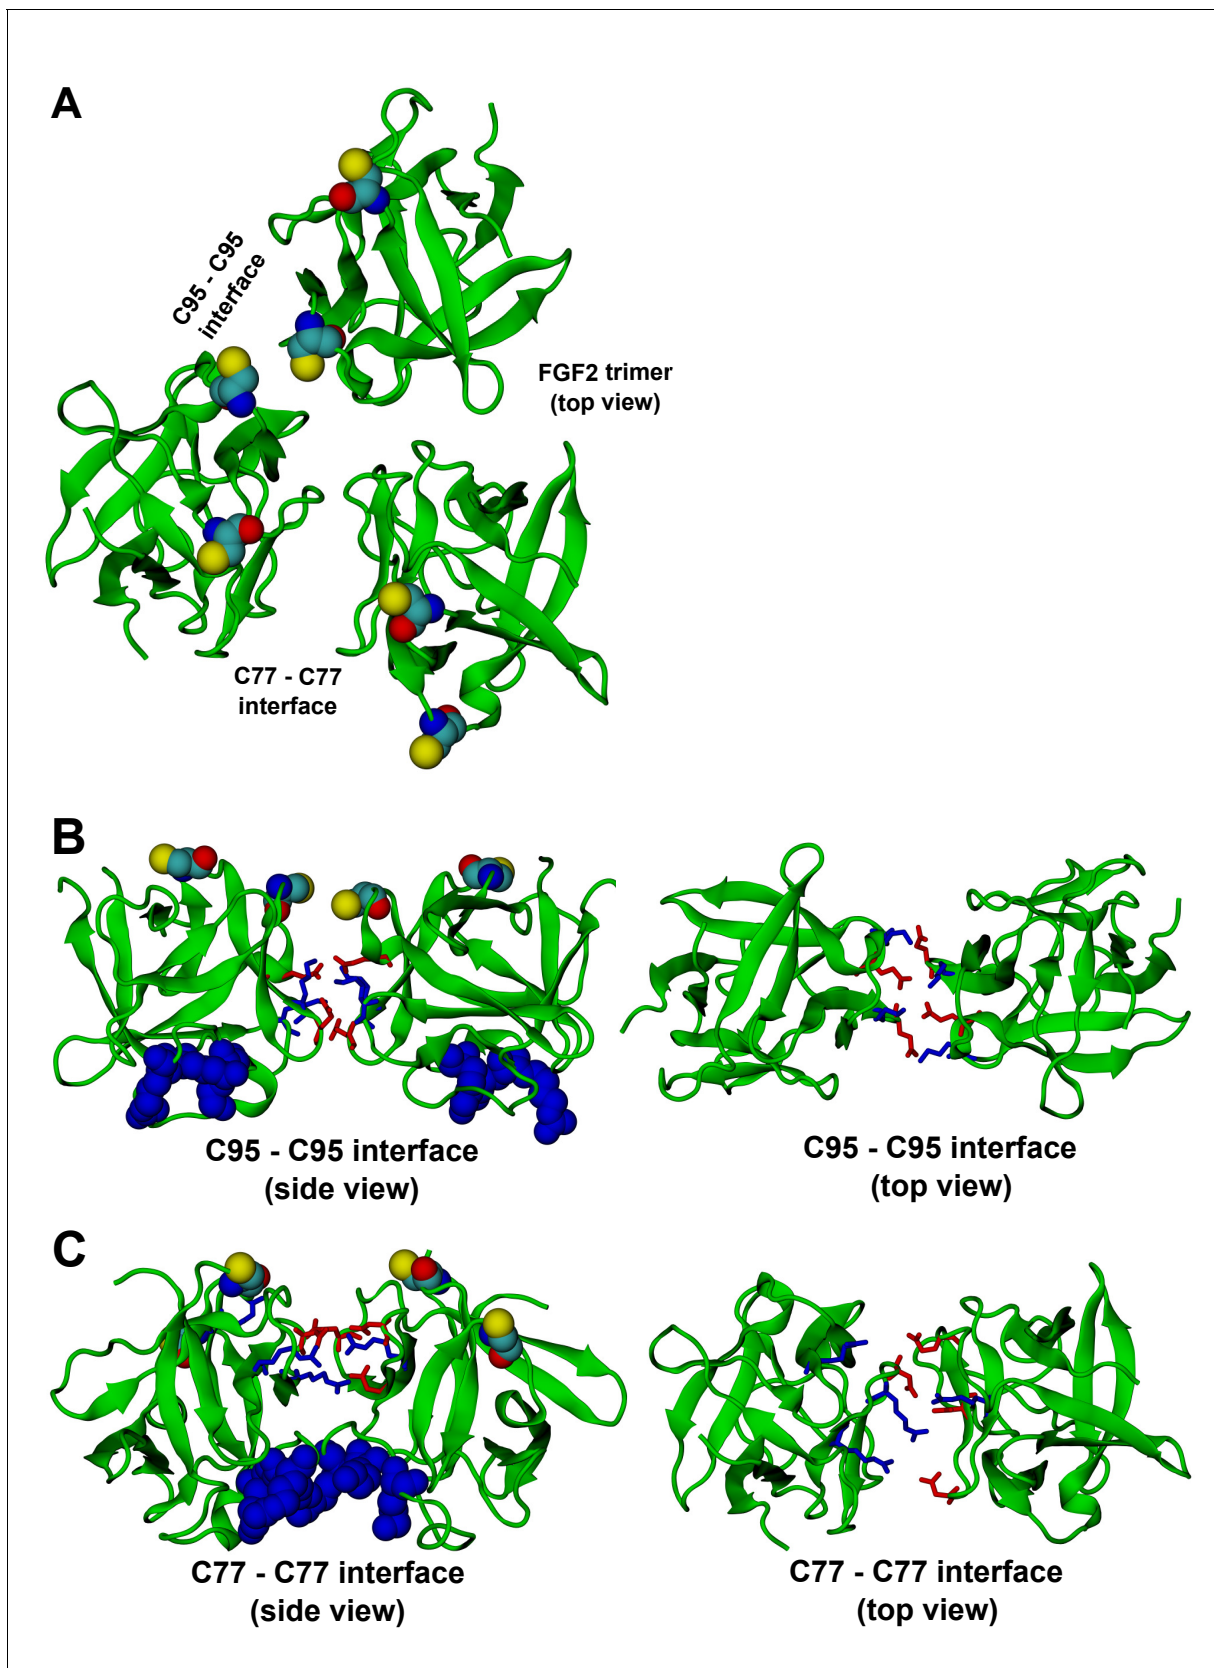 A
C95 - C95
interface
FGF2 trimer
(top view)
C77 - C77
interface
B
C95 - C95 interface
(side view)
C95 - C95 interface
(top view)
C
C77 - C77 interface
(side view)
C77 - C77 interface
(top view)